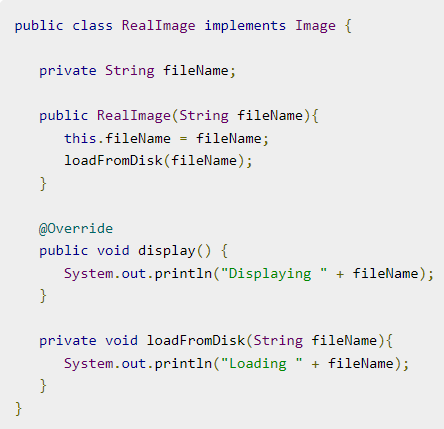 public class RealImage implements Image {
private String fileName;
public RealImage(String fileName){
this.fileName = fileName;
loadFromDisk(fileName);
}
@Override
public void display() {
System.out.println("Displaying " + fileName);
}
private void loadFromDisk(String fileName){
System.out.println("Loading " + fileName);
}
}